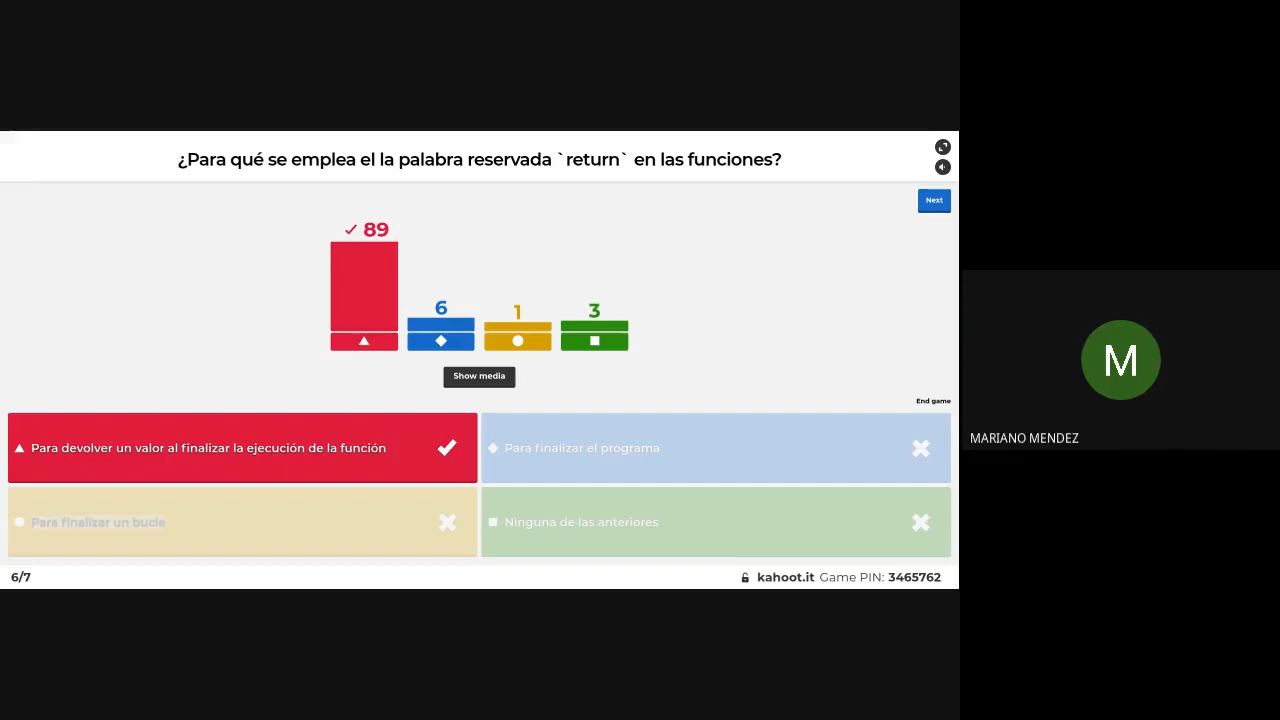 ¿Para qué se emplea el la palabra reservada `return` en las funciones?
Next
89
6
1
3
Show media
End game
Para devolver un valor al finalizar la ejecución de la función
Para finalizar el programa
Para finalizar un bucle
Ninguna de las anteriores
6/7
kahoot.it Game PIN: 3465762
M
MARIANO MENDEZ